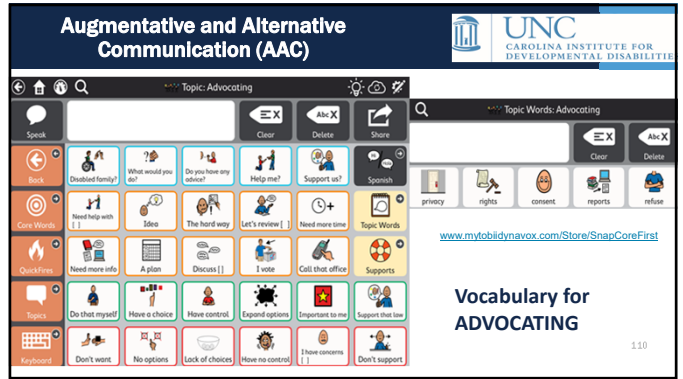 Augmentative and Alternative
Communication (AAC)
UNC
CAROLINA INSTITUTE FOR
DEVELOPMENTAL DISABILITIE
Topic: Advocating
Speak
Clear
Abc X
Delete
Share
Back
Disabled family?
What would you do?
Do you have any advice?
Help me?
Support us?
Spanish
Core Words
Need help with [ ]
Idea
The hard way
Let's review [ ]
Need more time
Topic Words
QuickFires
Need more info
A plan
Discuss [ ]
I vote
Call that office
Supports
Topics
Do that myself
Have a choice
Have control
Expand options
Important to me
Support that law
Keyboard
Don't want
No options
Lack of choices
Have no control
I have concerns [ ]
Don't support
Topic Words: Advocating
Clear
Abc X
Delete
privacy
rights
consent
reports
refuse
www.mytobiidynavox.com/Store/SnapCoreFirst
Vocabulary for
ADVOCATING
110